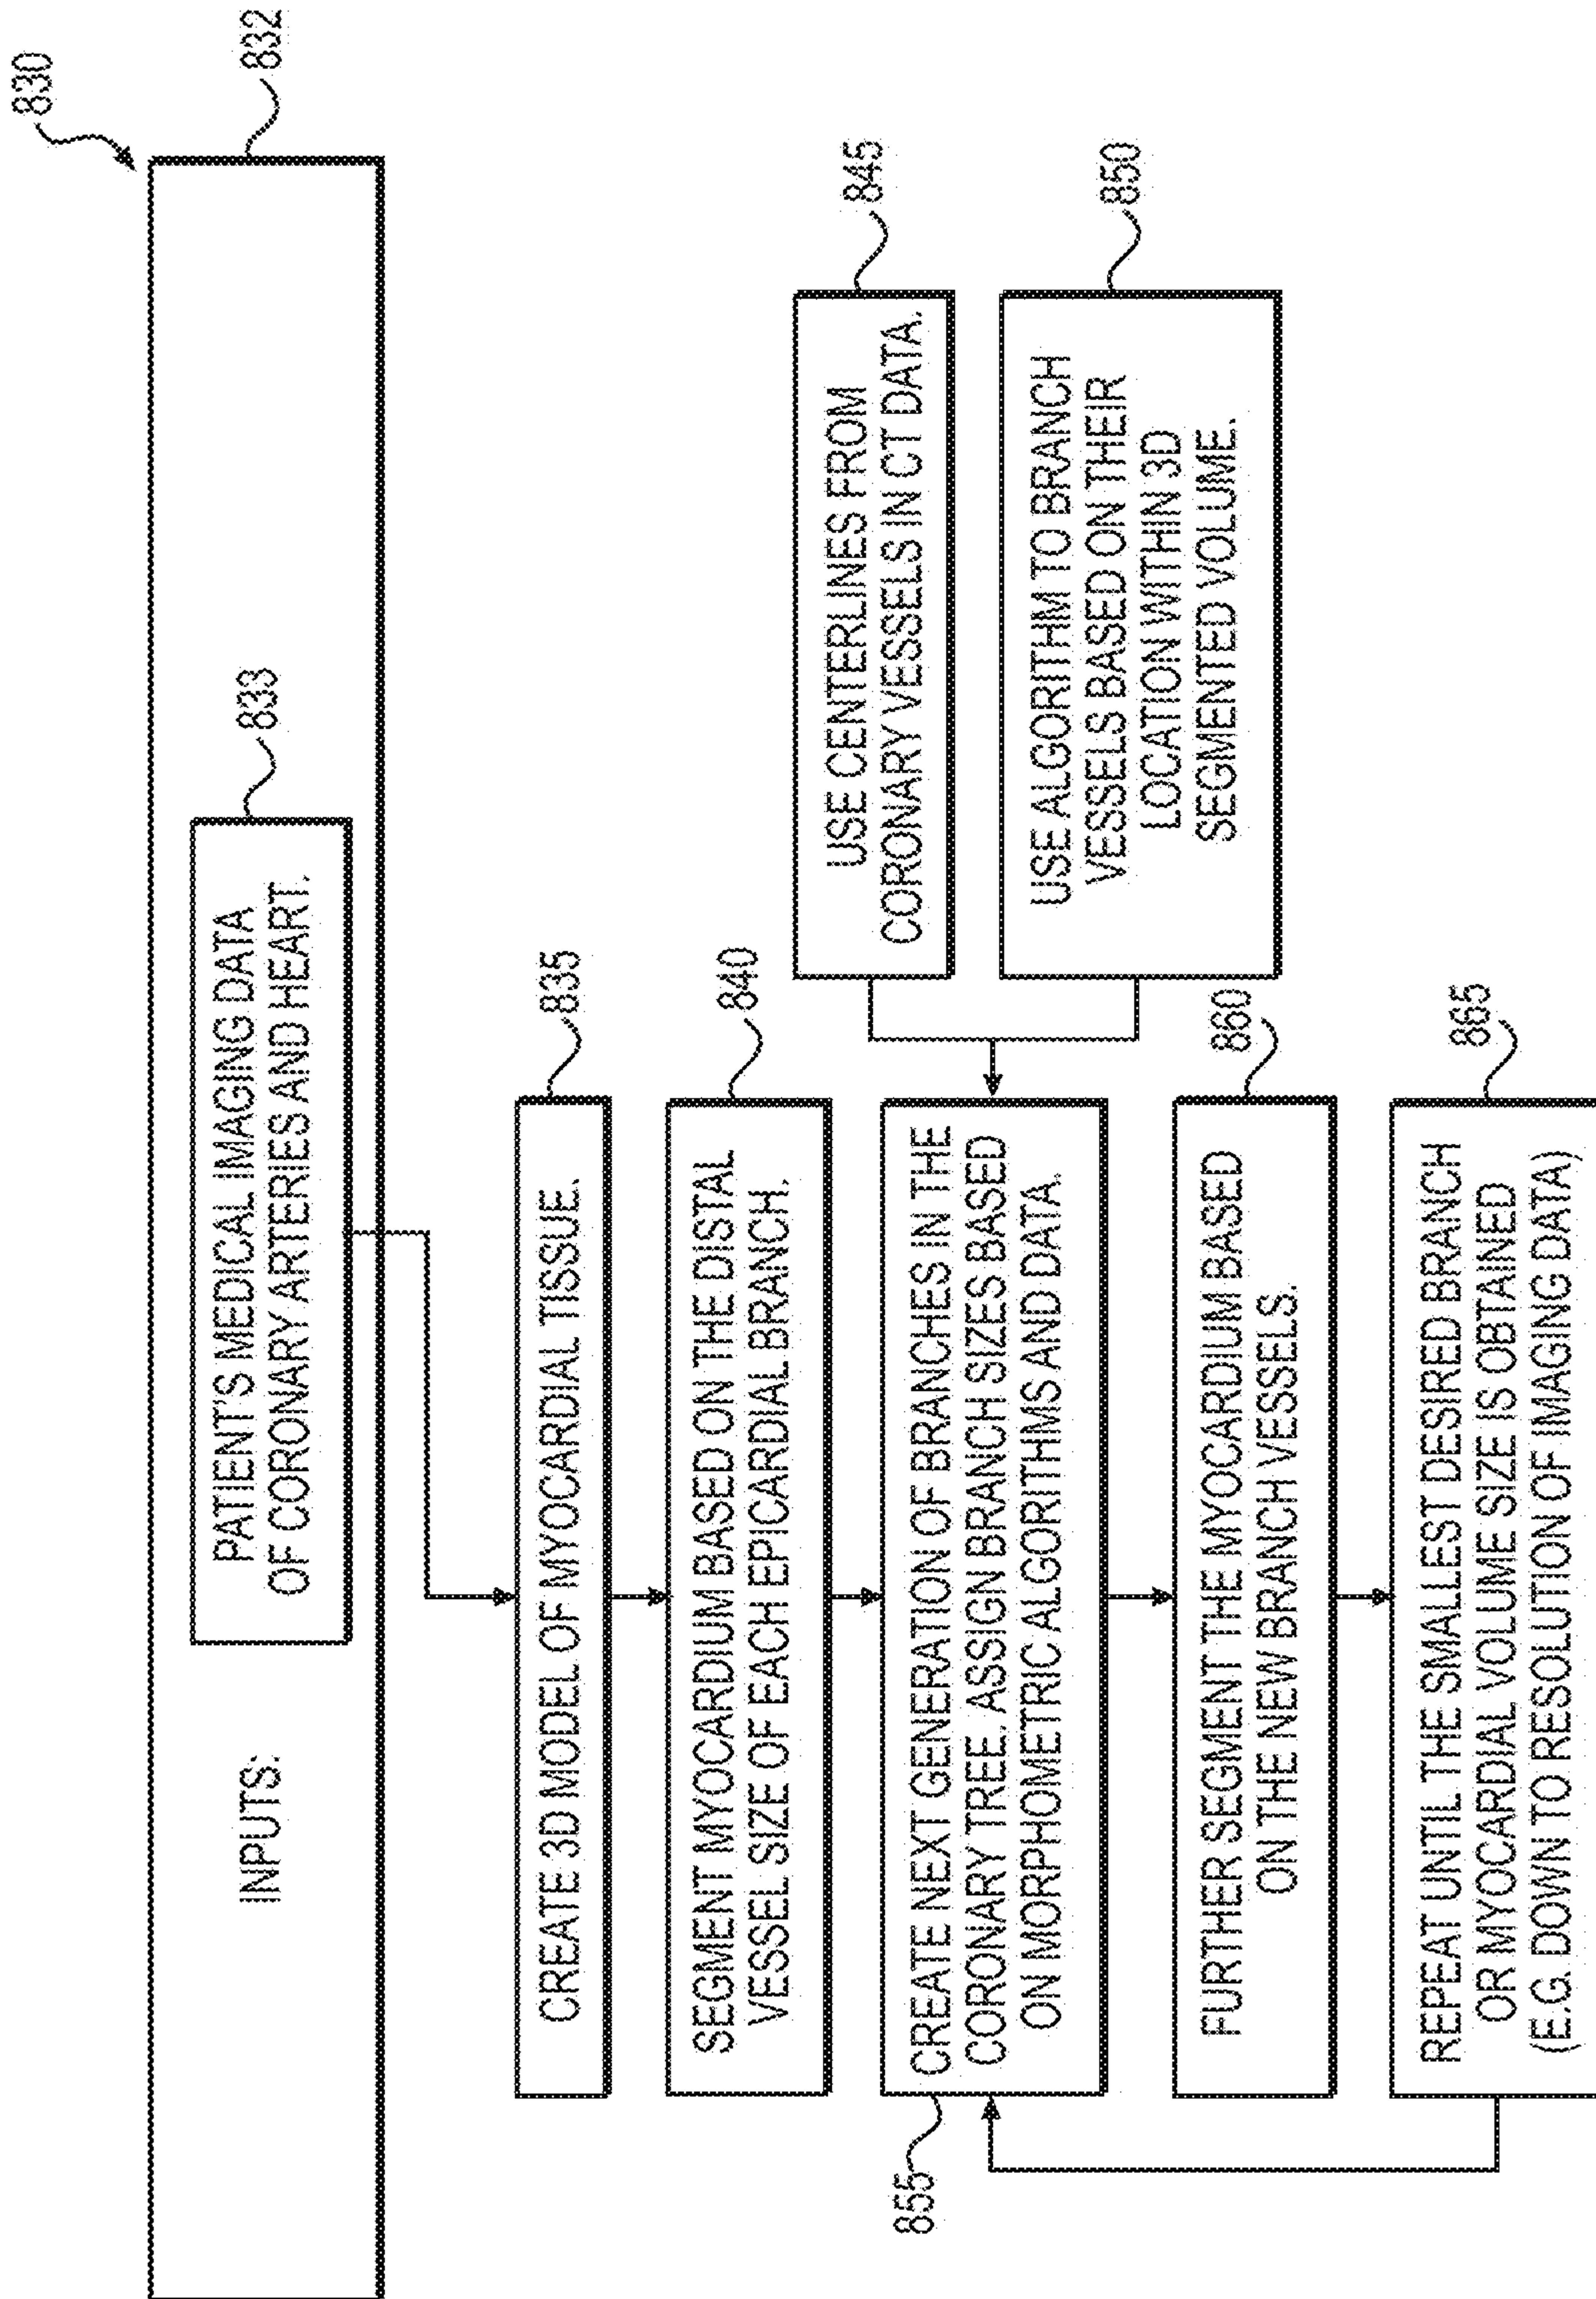 830
832
833
INPUTS:
PATIENT'S MEDICAL IMAGING DATA
OF CORONARY ARTERIES AND HEART.
835
CREATE 3D MODEL OF MYOCARDIAL TISSUE.
840
SEGMENT MYOCARDIUM BASED ON THE DISTAL
VESSEL SIZE OF EACH EPICARDIAL BRANCH.
845
USE CENTERLINES FROM
CORONARY VESSELS IN CT DATA.
850
USE ALGORITHM TO BRANCH
VESSELS BASED ON THEIR
LOCATION WITHIN 3D
SEGMENTED VOLUME.
855
CREATE NEXT GENERATION OF BRANCHES IN THE
CORONARY TREE. ASSIGN BRANCH SIZES BASED
ON MORPHOMETRIC ALGORITHMS AND DATA.
860
FURTHER SEGMENT THE MYOCARDIUM BASED
ON THE NEW BRANCH VESSELS.
865
REPEAT UNTIL THE SMALLEST DESIRED BRANCH
OR MYOCARDIAL VOLUME SIZE IS OBTAINED
(E.G. DOWN TO RESOLUTION OF IMAGING DATA)